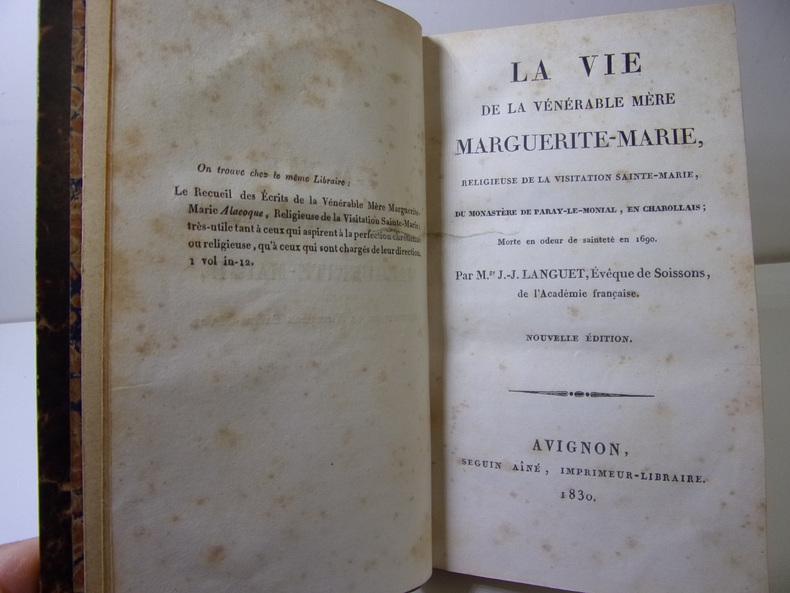 On trouve chez le même Libraire :
Le Recueil des Écrits de la Vénérable Mère Marguerite-
Marie Alacoque, Religieuse de la Visitation Sainte-Marie;
très-utile tant à ceux qui aspirent à la perfection chrétienne
ou religieuse, qu'à ceux qui sont chargés de leur direction,
1 vol in-12.
LA VIE
DE LA VÉNÉRABLE MÈRE
MARGUERITE-MARIE,
RELIGIEUSE DE LA VISITATION SAINTE-MARIE,
DU MONASTÈRE DE PARAY-LE-MONIAL, EN CHAROLLAIS;
Morte en odeur de sainteté en 1690.
Par M.gr J.-J. LANGUET, Évêque de Soissons,
de l'Académie française.
NOUVELLE ÉDITION.
AVIGNON,
SEGUIN AÎNÉ, IMPRIMEUR-LIBRAIRE.
1830.